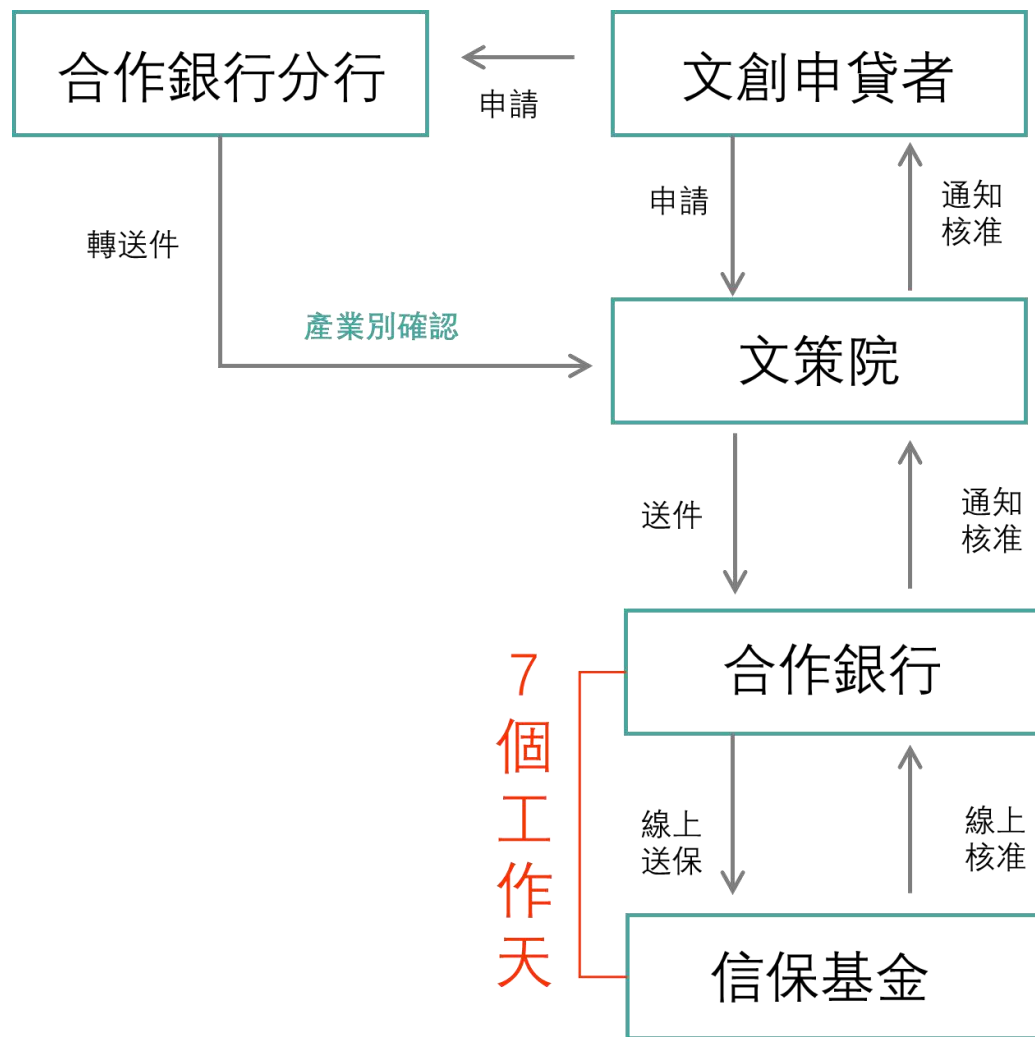 合作銀行分行
申請
文創申貸者
申請
通知
核准
轉送件
產業別確認
文策院
送件
通知
核准
合作銀行
7
個
工
作
天
線上
送保
線上
核准
信保基金